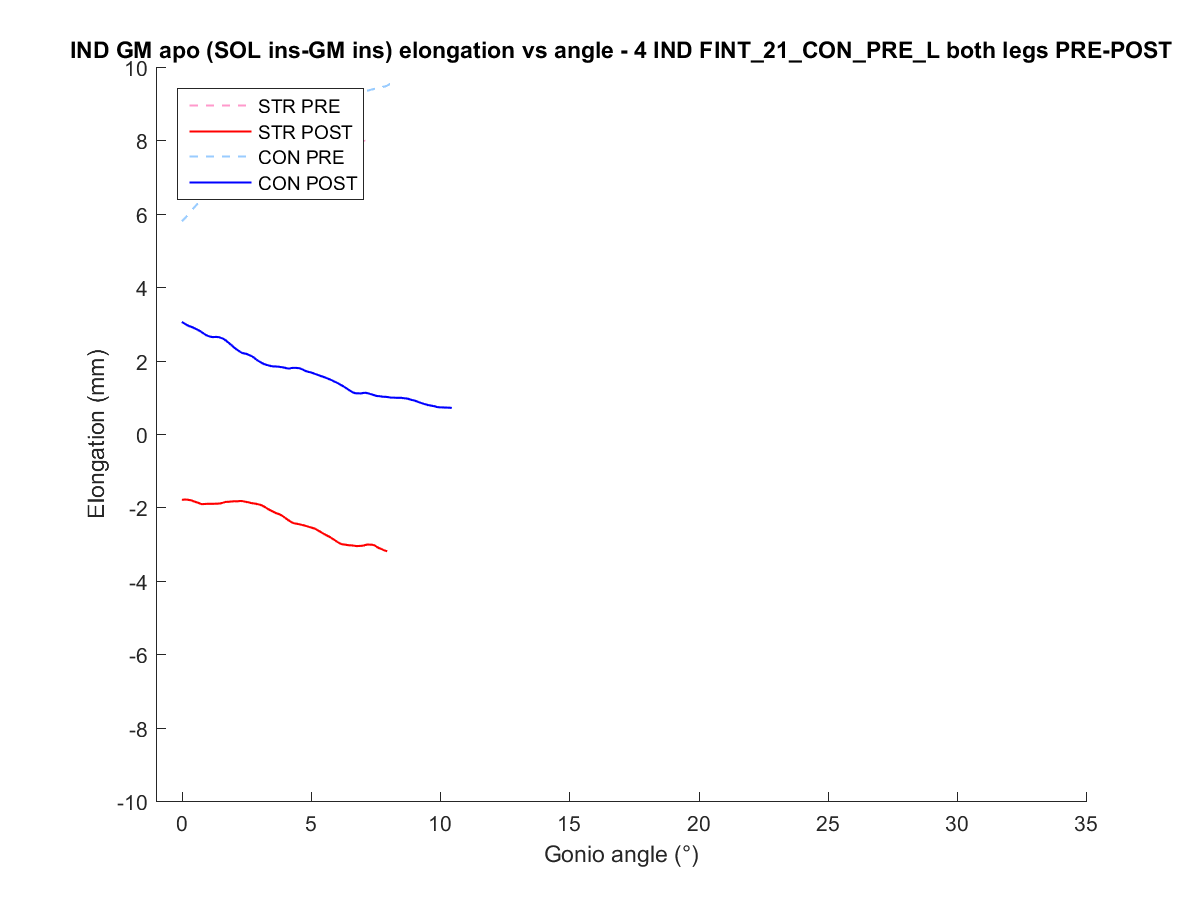 IND GM apo (SOL ins-GM ins) elongation vs angle - 4 IND FINT_21_CON_PRE_L both legs PRE-POST
10
8
6
4
2
0
-2
-4
-6
-8
-10
Elongation (mm)
STR PRE
STR POST
CON PRE
CON POST
0 5 10 15 20 25 30 35
Gonio angle (°)